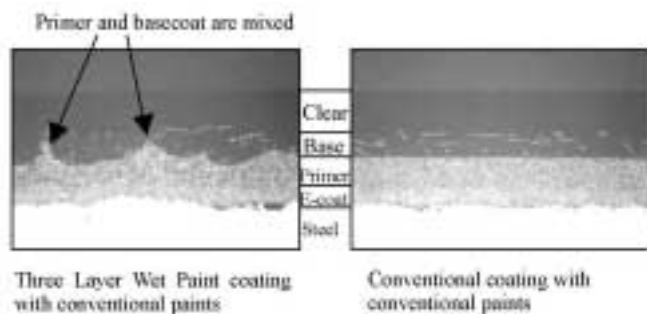 Primer and basecoat are mixed
Clear
Base
Primer
E-coat
Steel
Three Layer Wet Paint coating
with conventional paints
Conventional coating with
conventional paints